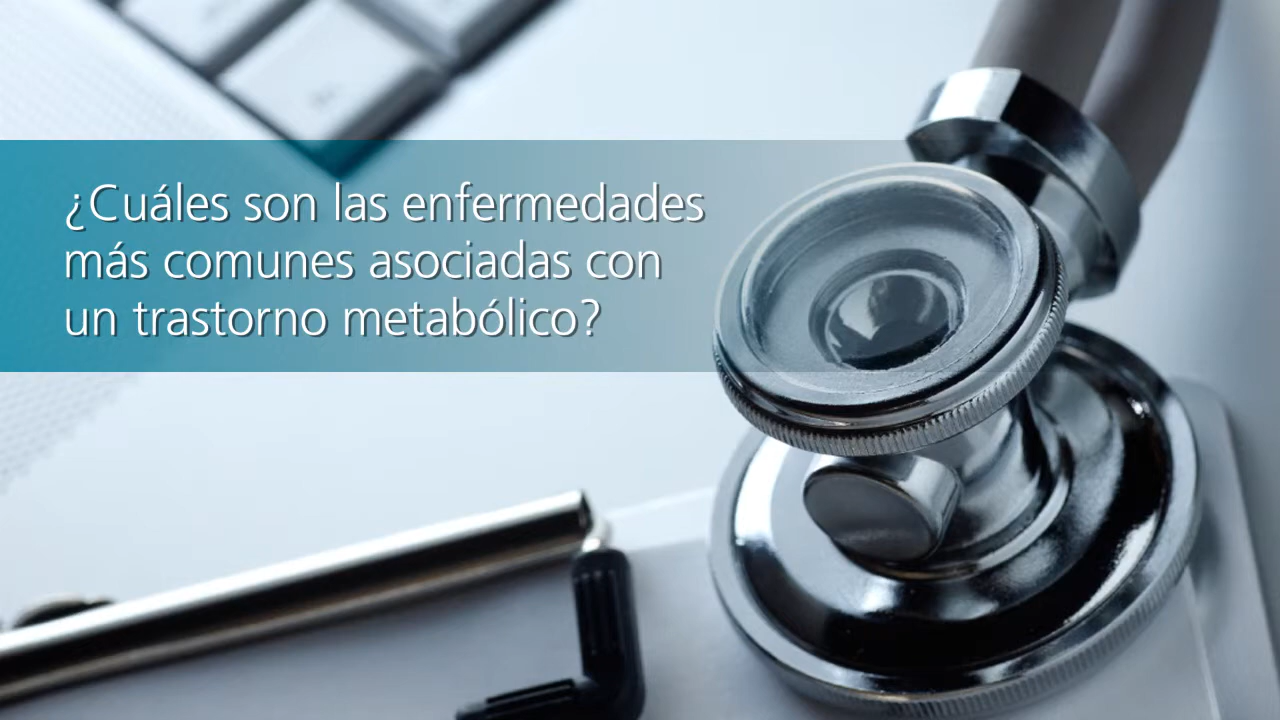 ¿Cuáles son las enfermedades
más comunes asociadas con
un trastorno metabólico?